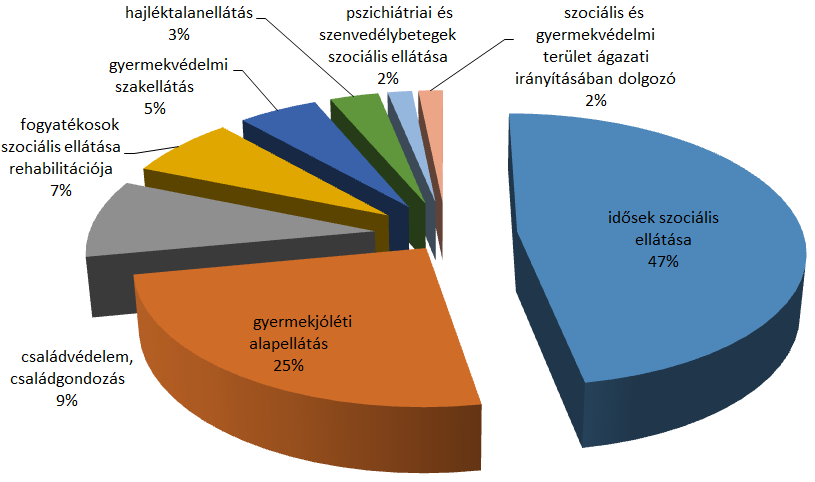 hajléktalanellátás
3%
pszichiátriai és
szenvedélybetegek
szociális ellátása
2%
szociális és
gyermekvédelmi
terület ágazati
irányításában dolgozó
2%
gyermekvédelmi
szakellátás
5%
fogyatékosok
szociális ellátása
rehabilitációja
7%
idősek szociális
ellátása
47%
gyermekjóléti
alapellátás
25%
családvédelem,
családgondozás
9%